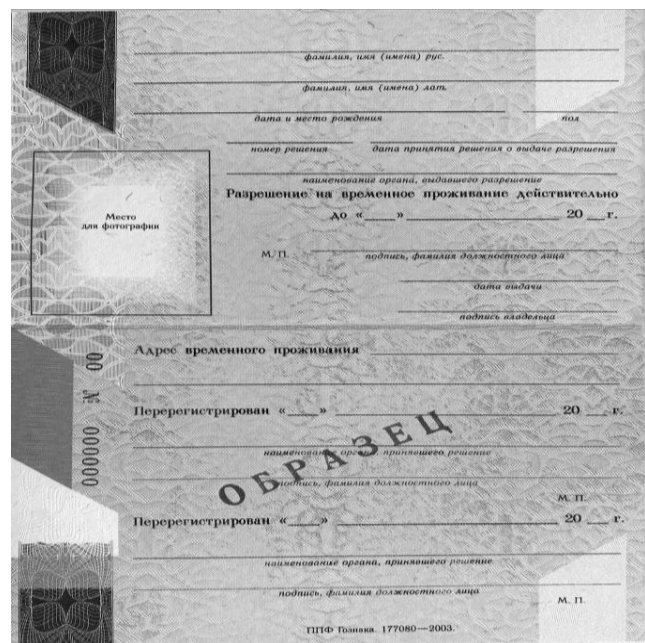 фамилия, имя (имена) рус.
фамилия, имя (имена) лат.
дата и место рождения пол
номер решения дата принятия решения о выдаче разрешения
наименование органа, выдавшего разрешение
Разрешение на временное проживание действительно
до «____» ____________ 20 __ г.
Место
для фотографии
М. П.
подпись, фамилия должностного лица
дата выдачи
подпись владельца
00 № 000000
Адрес временного проживания
Перерегистрирован «____» ____________ 20 __ г.
наименование органа, принявшего решение
ОБРАЗЕЦ
подпись, фамилия должностного лица
М. П.
Перерегистрирован «____» ____________ 20 __ г.
наименование органа, принявшего решение
подпись, фамилия должностного лица
М. П.
ППФ Гознака. 177080—2003.